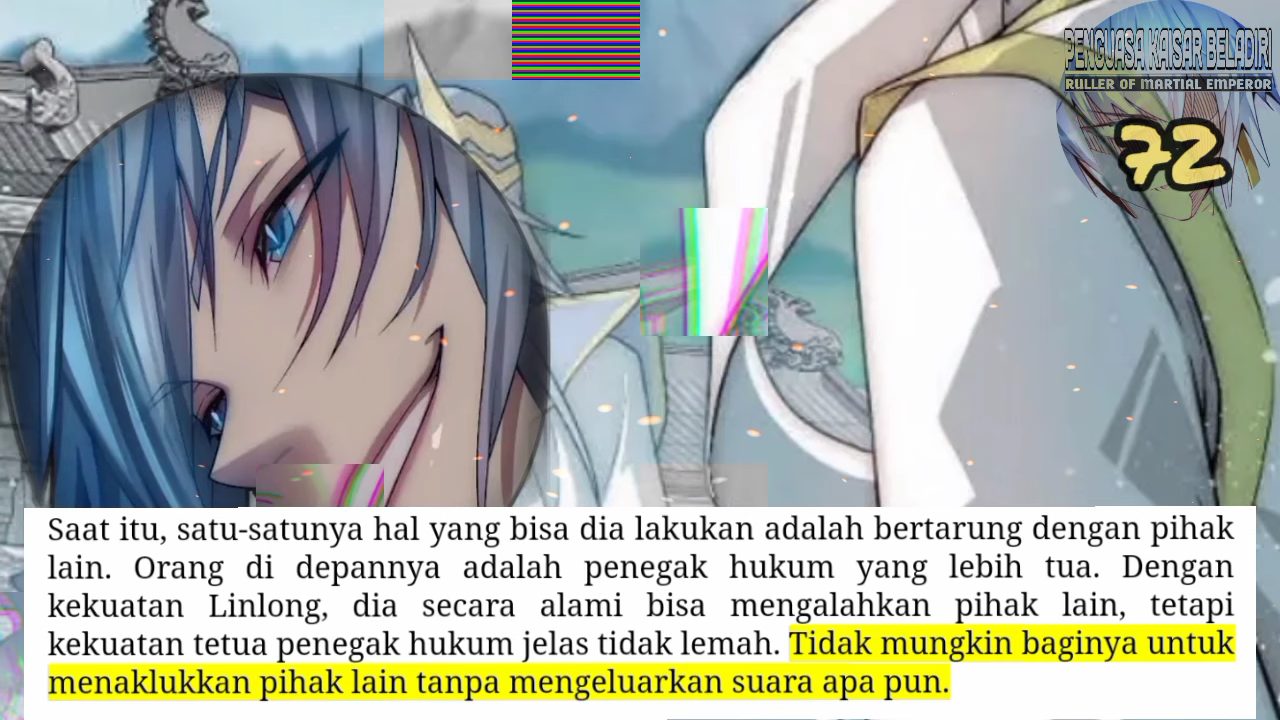 PENGUASA KAISAR BELADIRI
RULLER OF MARTIAL EMPEROR
72
Saat itu, satu-satunya hal yang bisa dia lakukan adalah bertarung dengan pihak
lain. Orang di depannya adalah penegak hukum yang lebih tua. Dengan
kekuatan Linlong, dia secara alami bisa mengalahkan pihak lain, tetapi
kekuatan tetua penegak hukum jelas tidak lemah. Tidak mungkin baginya untuk
menaklukkan pihak lain tanpa mengeluarkan suara apa pun.